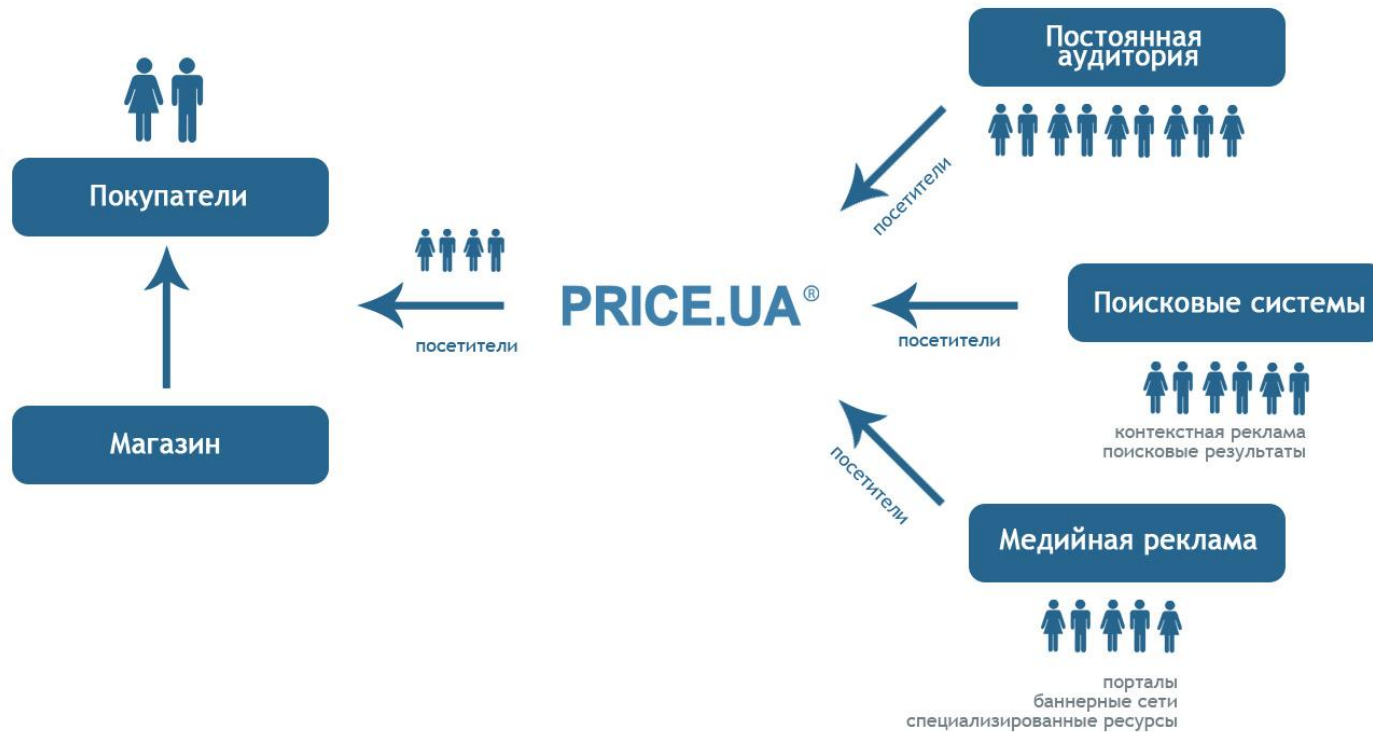 Постоянная
аудитория
посетители
Покупатели
посетители
PRICE.UA®
посетители
Поисковые системы
контекстная реклама
поисковые результаты
Магазин
посетители
Медийная реклама
порталы
баннерные сети
специализированные ресурсы